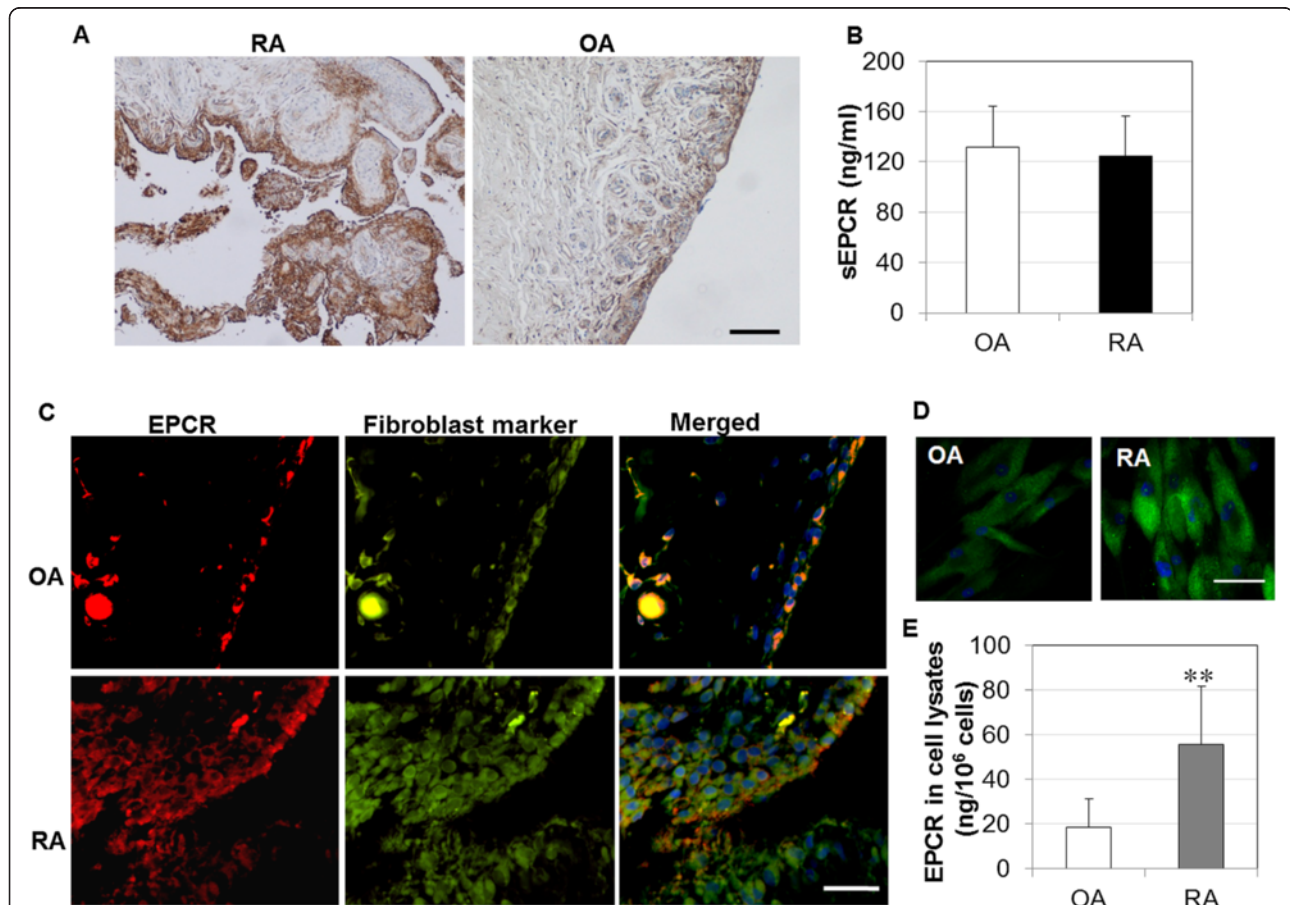 A
RA
OA
B
sEPCR (ng/ml)
200
160
120
80
40
0
OA
RA
C
EPCR
Fibroblast marker
Merged
OA
RA
D
OA
RA
E
EPCR in cell lysates
(ng/10⁶ cells)
100
80
60
40
20
0
**
OA
RA